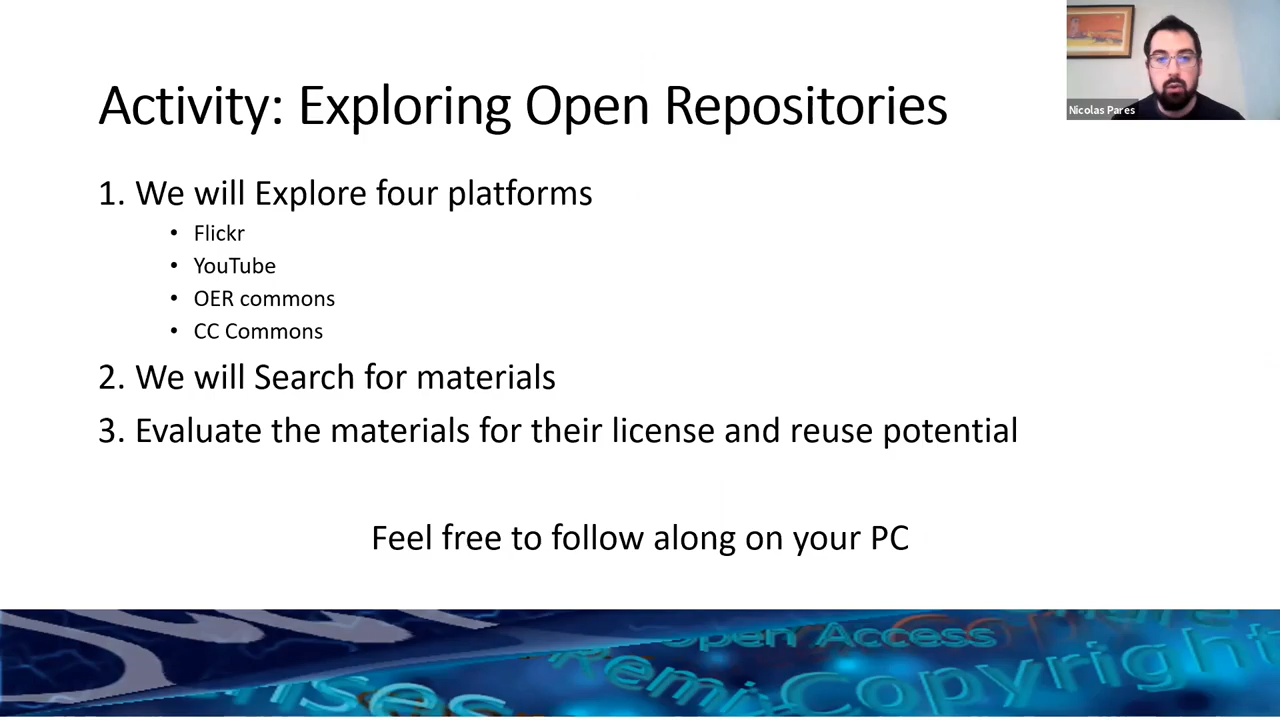 Activity: Exploring Open Repositories
Nicolas Pares
1. We will Explore four platforms
• Flickr
• YouTube
• OER commons
• CC Commons
2. We will Search for materials
3. Evaluate the materials for their license and reuse potential
Feel free to follow along on your PC
Open Access
Copyright